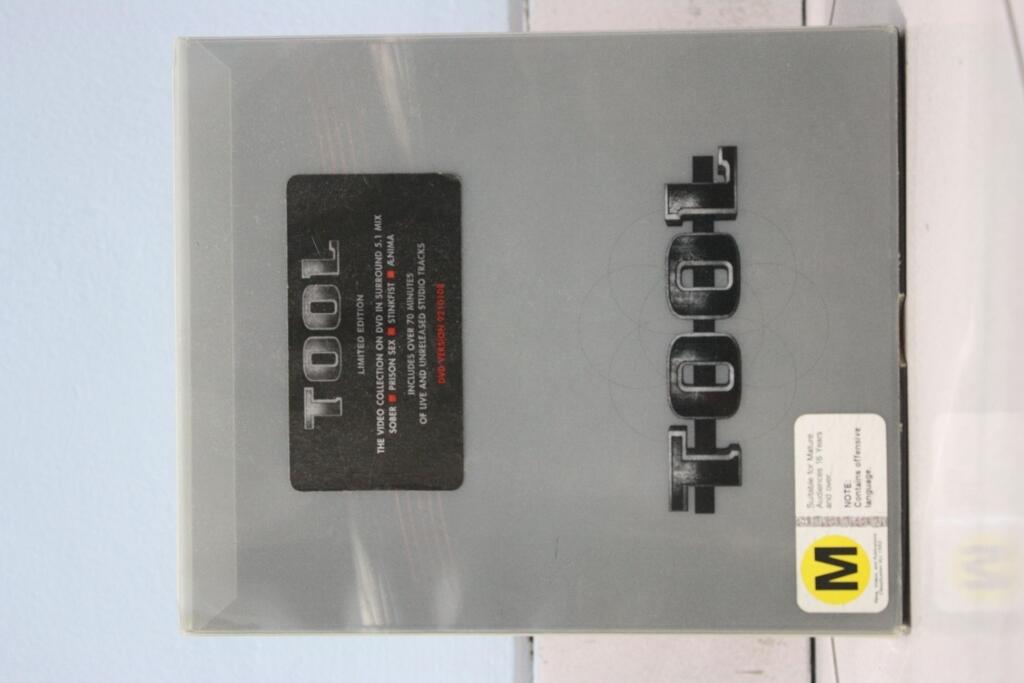 TOOL
LIMITED EDITION
THE VIDEO COLLECTION ON DVD IN SURROUND 5.1 MIX
SOBER ■ PRISON SEX ■ STINKFIST ■ ÆNIMA
INCLUDES OVER 70 MINUTES
OF LIVE AND UNRELEASED STUDIO TRACKS
DVD VERSION 9210108
TOOL
M
Suitable for Mature
Audiences 16 Years
and over.
NOTE:
Contains offensive
language.